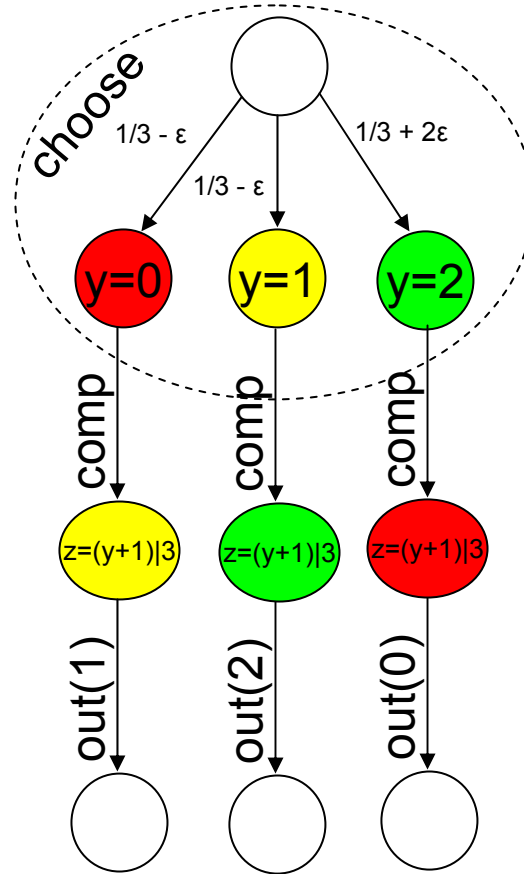 choose
1/3 - ε
1/3 - ε
1/3 + 2ε
y=0
y=1
y=2
comp
comp
comp
z=(y+1)|3
z=(y+1)|3
z=(y+1)|3
out(1)
out(2)
out(0)